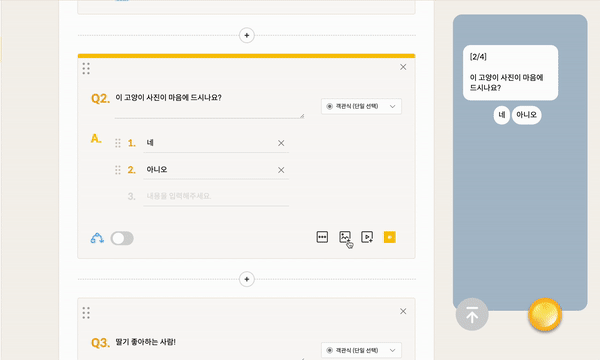 Q2. 이 고양이 사진이 마음에 드시나요?
객관식 (단일 선택)
A.
1. 네
2. 아니오
3. 내용을 입력해주세요.
Q3. 딸기 좋아하는 사람!
객관식 (단일 선택)
[2/4]
이 고양이 사진이 마음에
드시나요?
네 아니오